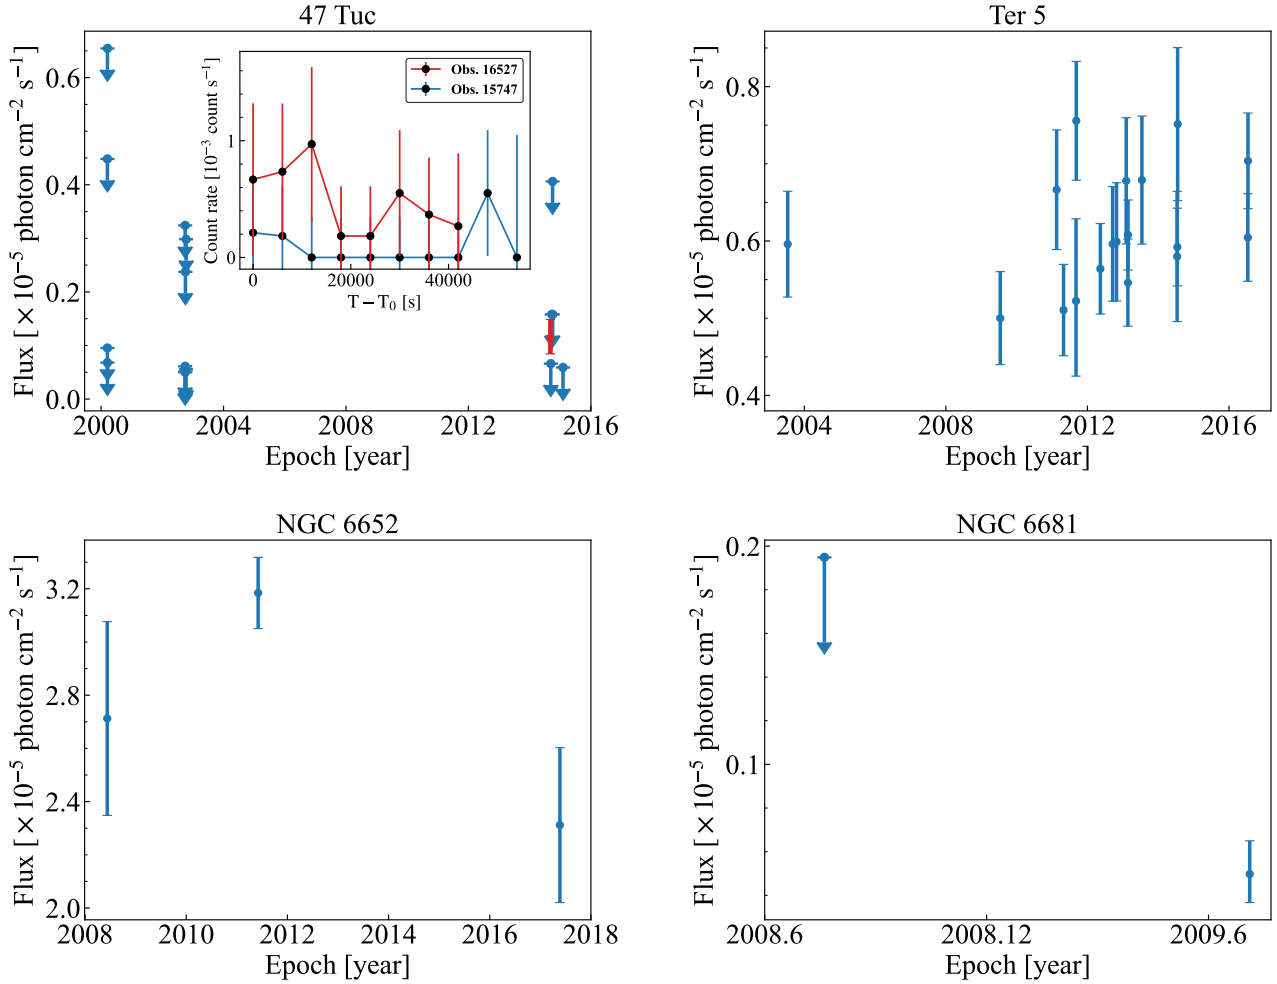 47 Tuc
Flux [ ×10⁻⁵ photon cm⁻² s⁻¹]
0.6
0.4
0.2
0.0
2000 2004 2008 2012 2016
Epoch [year]
Count rate [10⁻³ count s⁻¹]
1
0
0 20000 40000
T − T₀ [s]
Obs. 16527
Obs. 15747
Ter 5
Flux [ ×10⁻⁵ photon cm⁻² s⁻¹]
0.8
0.6
0.4
2004 2008 2012 2016
Epoch [year]
NGC 6652
Flux [ ×10⁻⁵ photon cm⁻² s⁻¹]
3.2
2.8
2.4
2.0
2008 2010 2012 2014 2016 2018
Epoch [year]
NGC 6681
Flux [ ×10⁻⁵ photon cm⁻² s⁻¹]
0.2
0.1
2008.6 2008.12 2009.6
Epoch [year]